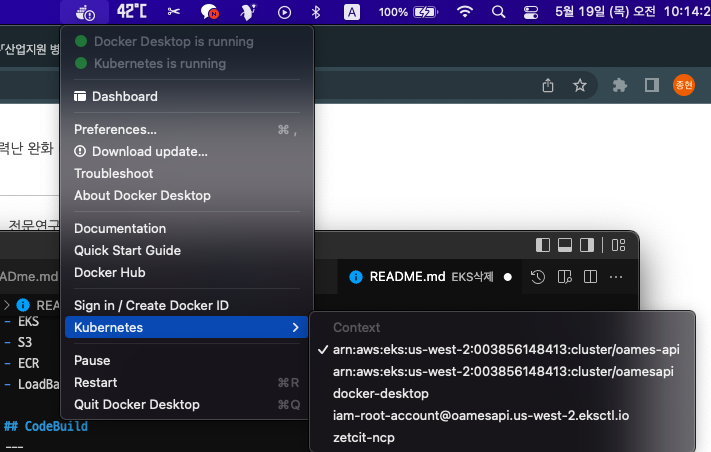 42℃
A
100%
5월 19일 (목) 오전 10:14:2
「산업지원 병
종현
력난 완화
전문연구
Docker Desktop is running
Kubernetes is running
Dashboard
Preferences... ⌘ ,
Download update...
Troubleshoot
About Docker Desktop
Documentation
Quick Start Guide
Docker Hub
Sign in / Create Docker ID
Kubernetes
Pause
Restart ⌘R
Quit Docker Desktop ⌘Q
ADme.md
README.md EKS삭제
REA
- EKS
- S3
- ECR
- LoadBa
## CodeBuild
---
Context
✓ arn:aws:eks:us-west-2:003856148413:cluster/oames-api
arn:aws:eks:us-west-2:003856148413:cluster/oamesapi
docker-desktop
iam-root-account@oamesapi.us-west-2.eksctl.io
zetcit-ncp